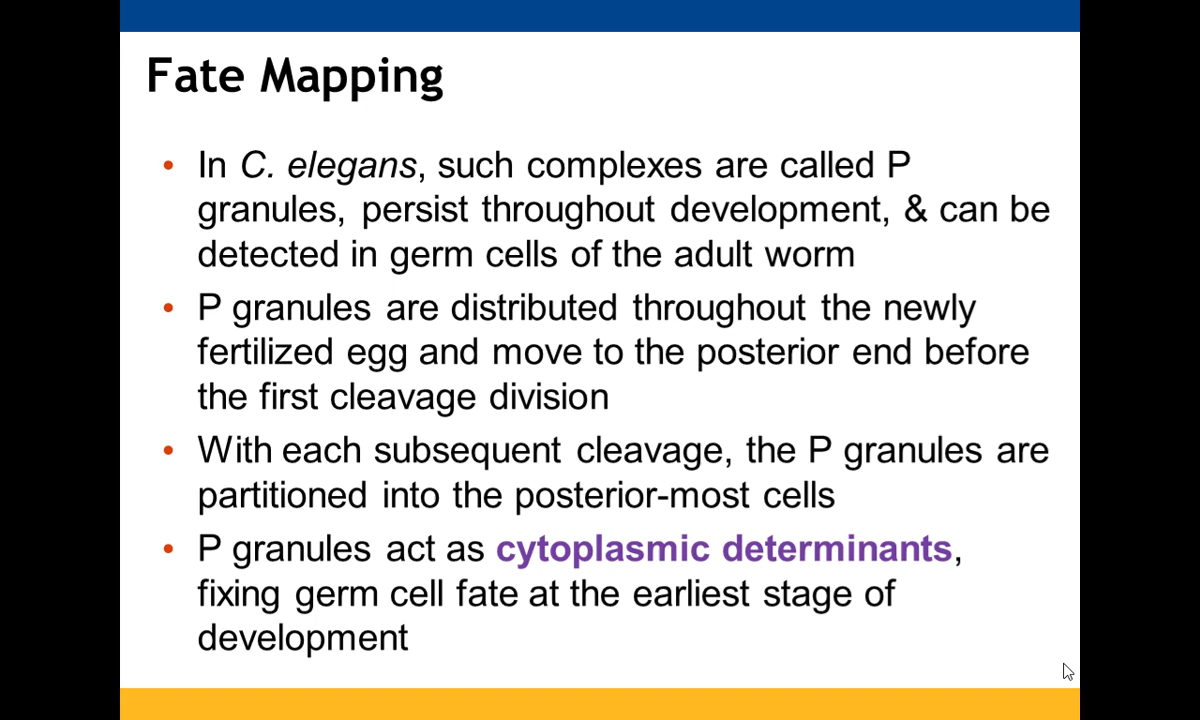 Fate Mapping
• In C. elegans, such complexes are called P
granules, persist throughout development, & can be
detected in germ cells of the adult worm
• P granules are distributed throughout the newly
fertilized egg and move to the posterior end before
the first cleavage division
• With each subsequent cleavage, the P granules are
partitioned into the posterior-most cells
• P granules act as cytoplasmic determinants,
fixing germ cell fate at the earliest stage of
development